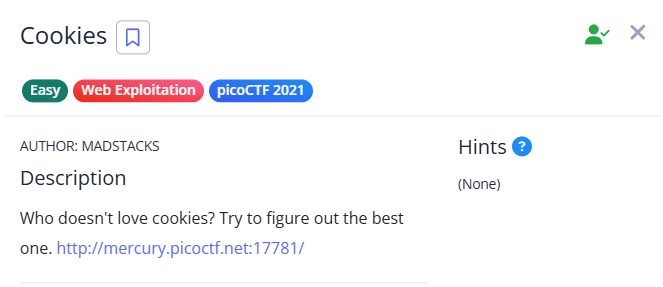 Cookies
Easy Web Exploitation picoCTF 2021
AUTHOR: MADSTACKS
Description
Who doesn't love cookies? Try to figure out the best
one. http://mercury.picoctf.net:17781/
Hints ?
(None)